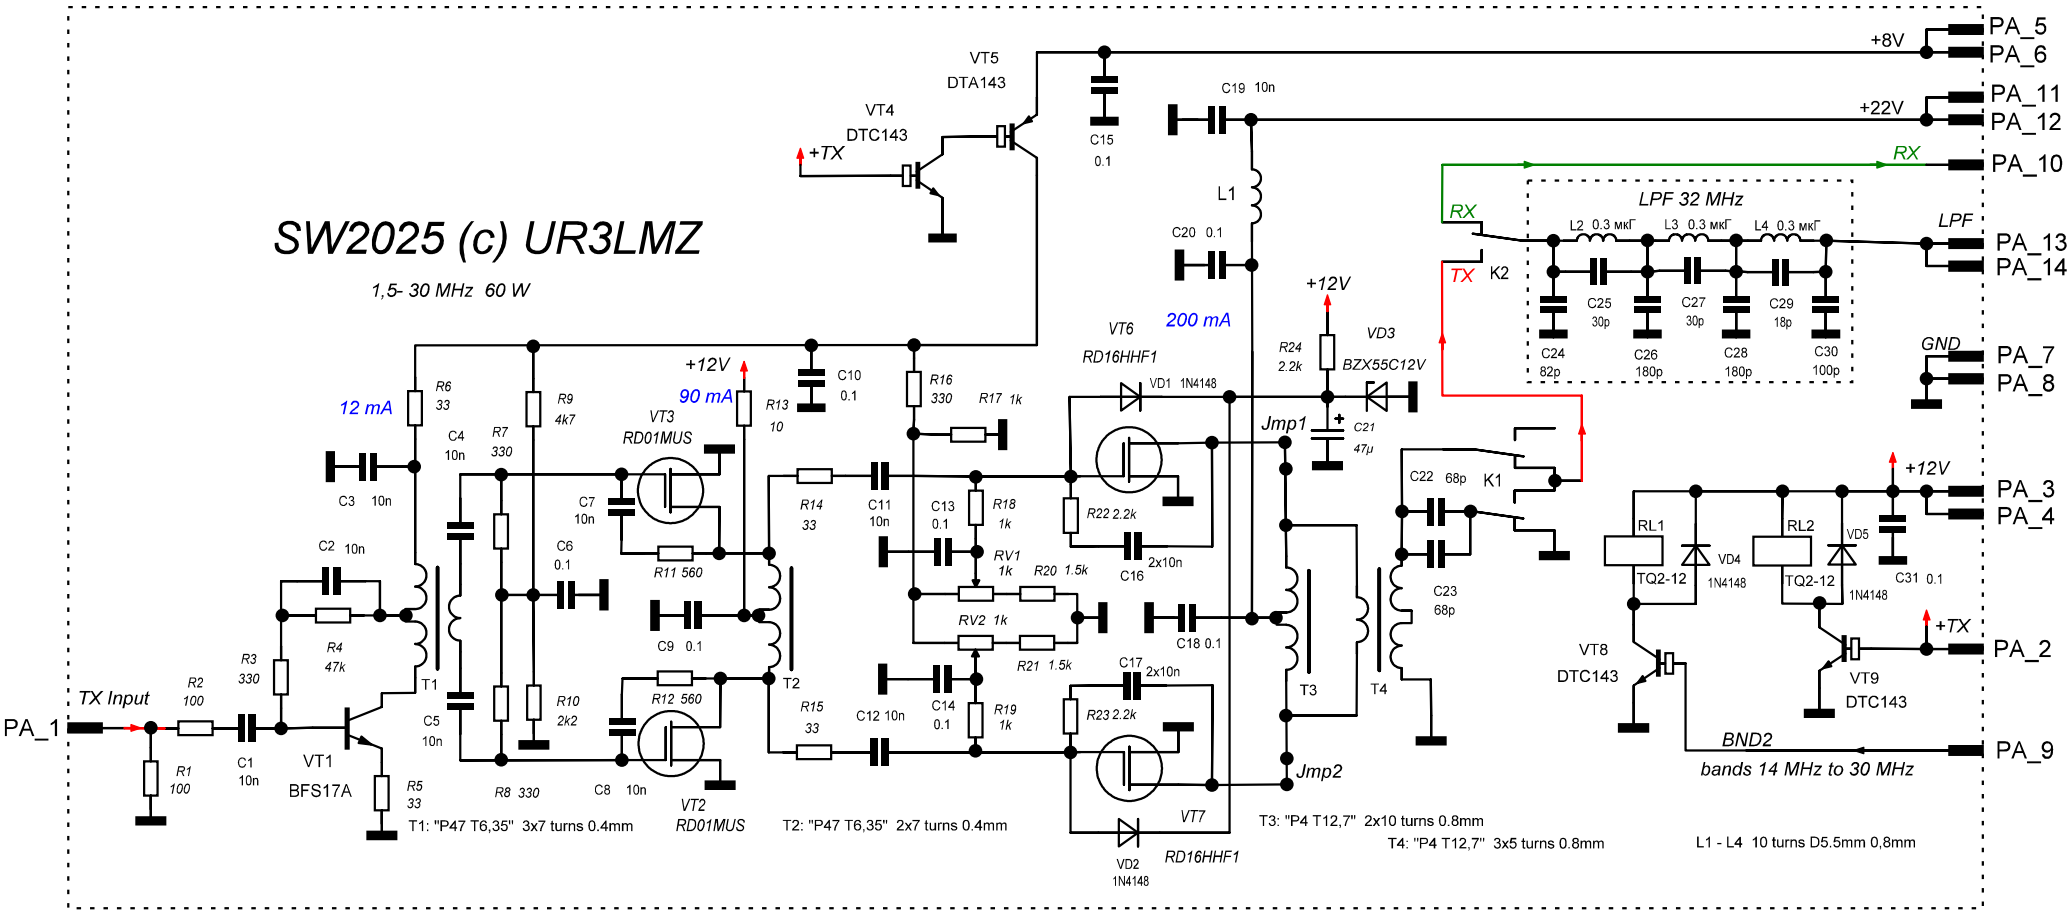 PA_5
+8V
PA_6
VT5
DTA143
C19 10n
PA_11
+22V
PA_12
VT4
DTC143
C15
0.1
+TX
RX
PA_10
L1
LPF 32 MHz
RX
LPF
L2 0.3 мкГ
L3 0.3 мкГ
L4 0.3 мкГ
SW2025 (c) UR3LMZ
C20 0.1
PA_13
TX
K2
PA_14
1,5- 30 MHz 60 W
+12V
C25
30p
C27
30p
C29
18p
200 mA
VT6
RD16HHF1
VD3
BZX55C12V
R24
2.2k
C24
82p
C26
180p
C28
180p
C30
100p
GND
PA_7
PA_8
+12V
C10
0.1
R16
330
R17 1k
VD1 1N4148
R6
33
12 mA
90 mA
R13
10
R9
4k7
VT3
RD01MUS
Jmp1
C21
47µ
C4
10n
R7
330
C3 10n
C7
10n
R14
33
C11
10n
C13
0.1
R18
1k
R22 2.2k
C22 68p
K1
+12V
PA_3
PA_4
RL1
TQ2-12
VD4
1N4148
RL2
TQ2-12
VD5
1N4148
C31 0.1
C2 10n
C6
0.1
R11 560
RV1
1k
R20 1.5k
C16
2x10n
C23
68p
R4
47k
C9 0.1
RV2 1k
C18 0.1
+TX
PA_2
R3
330
T1
R12 560
T2
R21 1.5k
C17
2x10n
T3
T4
VT8
DTC143
VT9
DTC143
TX Input
R2
100
PA_1
C5
10n
R10
2k2
R15
33
C12 10n
C14
0.1
R19
1k
R23 2.2k
BND2
PA_9
bands 14 MHz to 30 MHz
C1
10n
VT1
BFS17A
R1
100
R5
33
R8 330
C8 10n
VT2
RD01MUS
Jmp2
VT7
RD16HHF1
T1: "P47 T6,35" 3x7 turns 0.4mm
T2: "P47 T6,35" 2x7 turns 0.4mm
T3: "P4 T12,7" 2x10 turns 0.8mm
T4: "P4 T12,7" 3x5 turns 0.8mm
L1 - L4 10 turns D5.5mm 0,8mm
VD2
1N4148
+